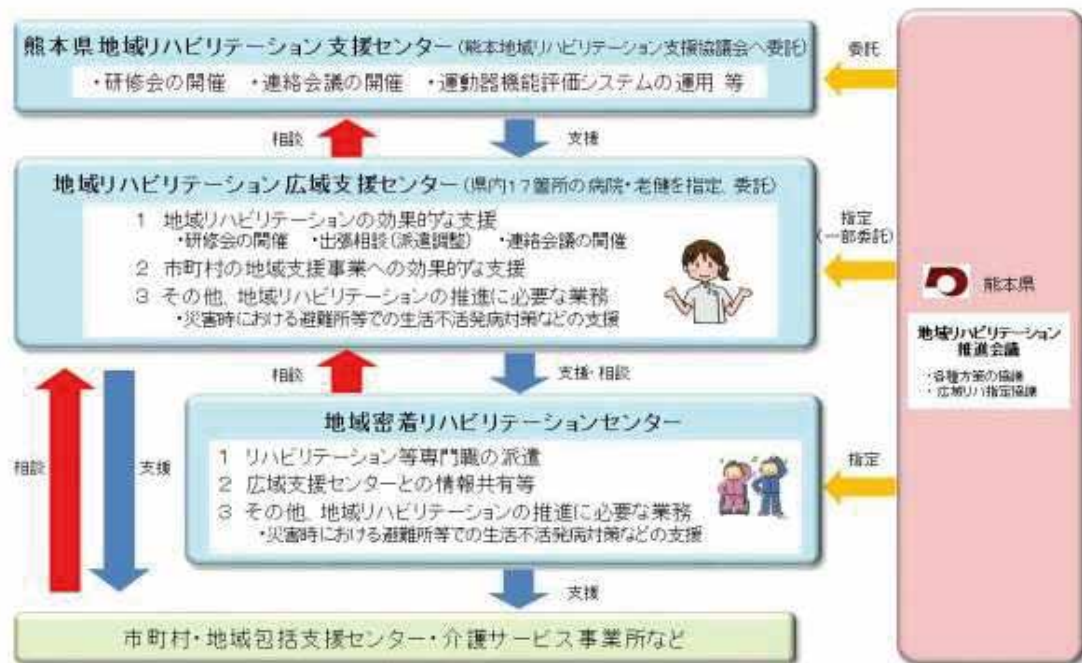 熊本県地域リハビリテーション支援センター(熊本地域リハビリテーション支援協議会へ委託)
・研修会の開催 ・連絡会議の開催 ・運動器機能評価システムの運用 等
委託
相談
支援
地域リハビリテーション広域支援センター(県内17箇所の病院・老健を指定、委託)
1 地域リハビリテーションの効果的な支援
・研修会の開催 ・出張相談(派遣調整) ・連絡会議の開催
2 市町村の地域支援事業への効果的な支援
3 その他、地域リハビリテーションの推進に必要な業務
・災害時における避難所等での生活不活発病対策などの支援
指定
(一部委託)
熊本県
地域リハビリテーション
推進会議
・各種方策の協議
・広域リハ指定協議
相談
支援・相談
地域密着リハビリテーションセンター
1 リハビリテーション等専門職の派遣
2 広域支援センターとの情報共有等
3 その他、地域リハビリテーションの推進に必要な業務
・災害時における避難所等での生活不活発病対策などの支援
指定
相談
支援
支援
市町村・地域包括支援センター・介護サービス事業所など